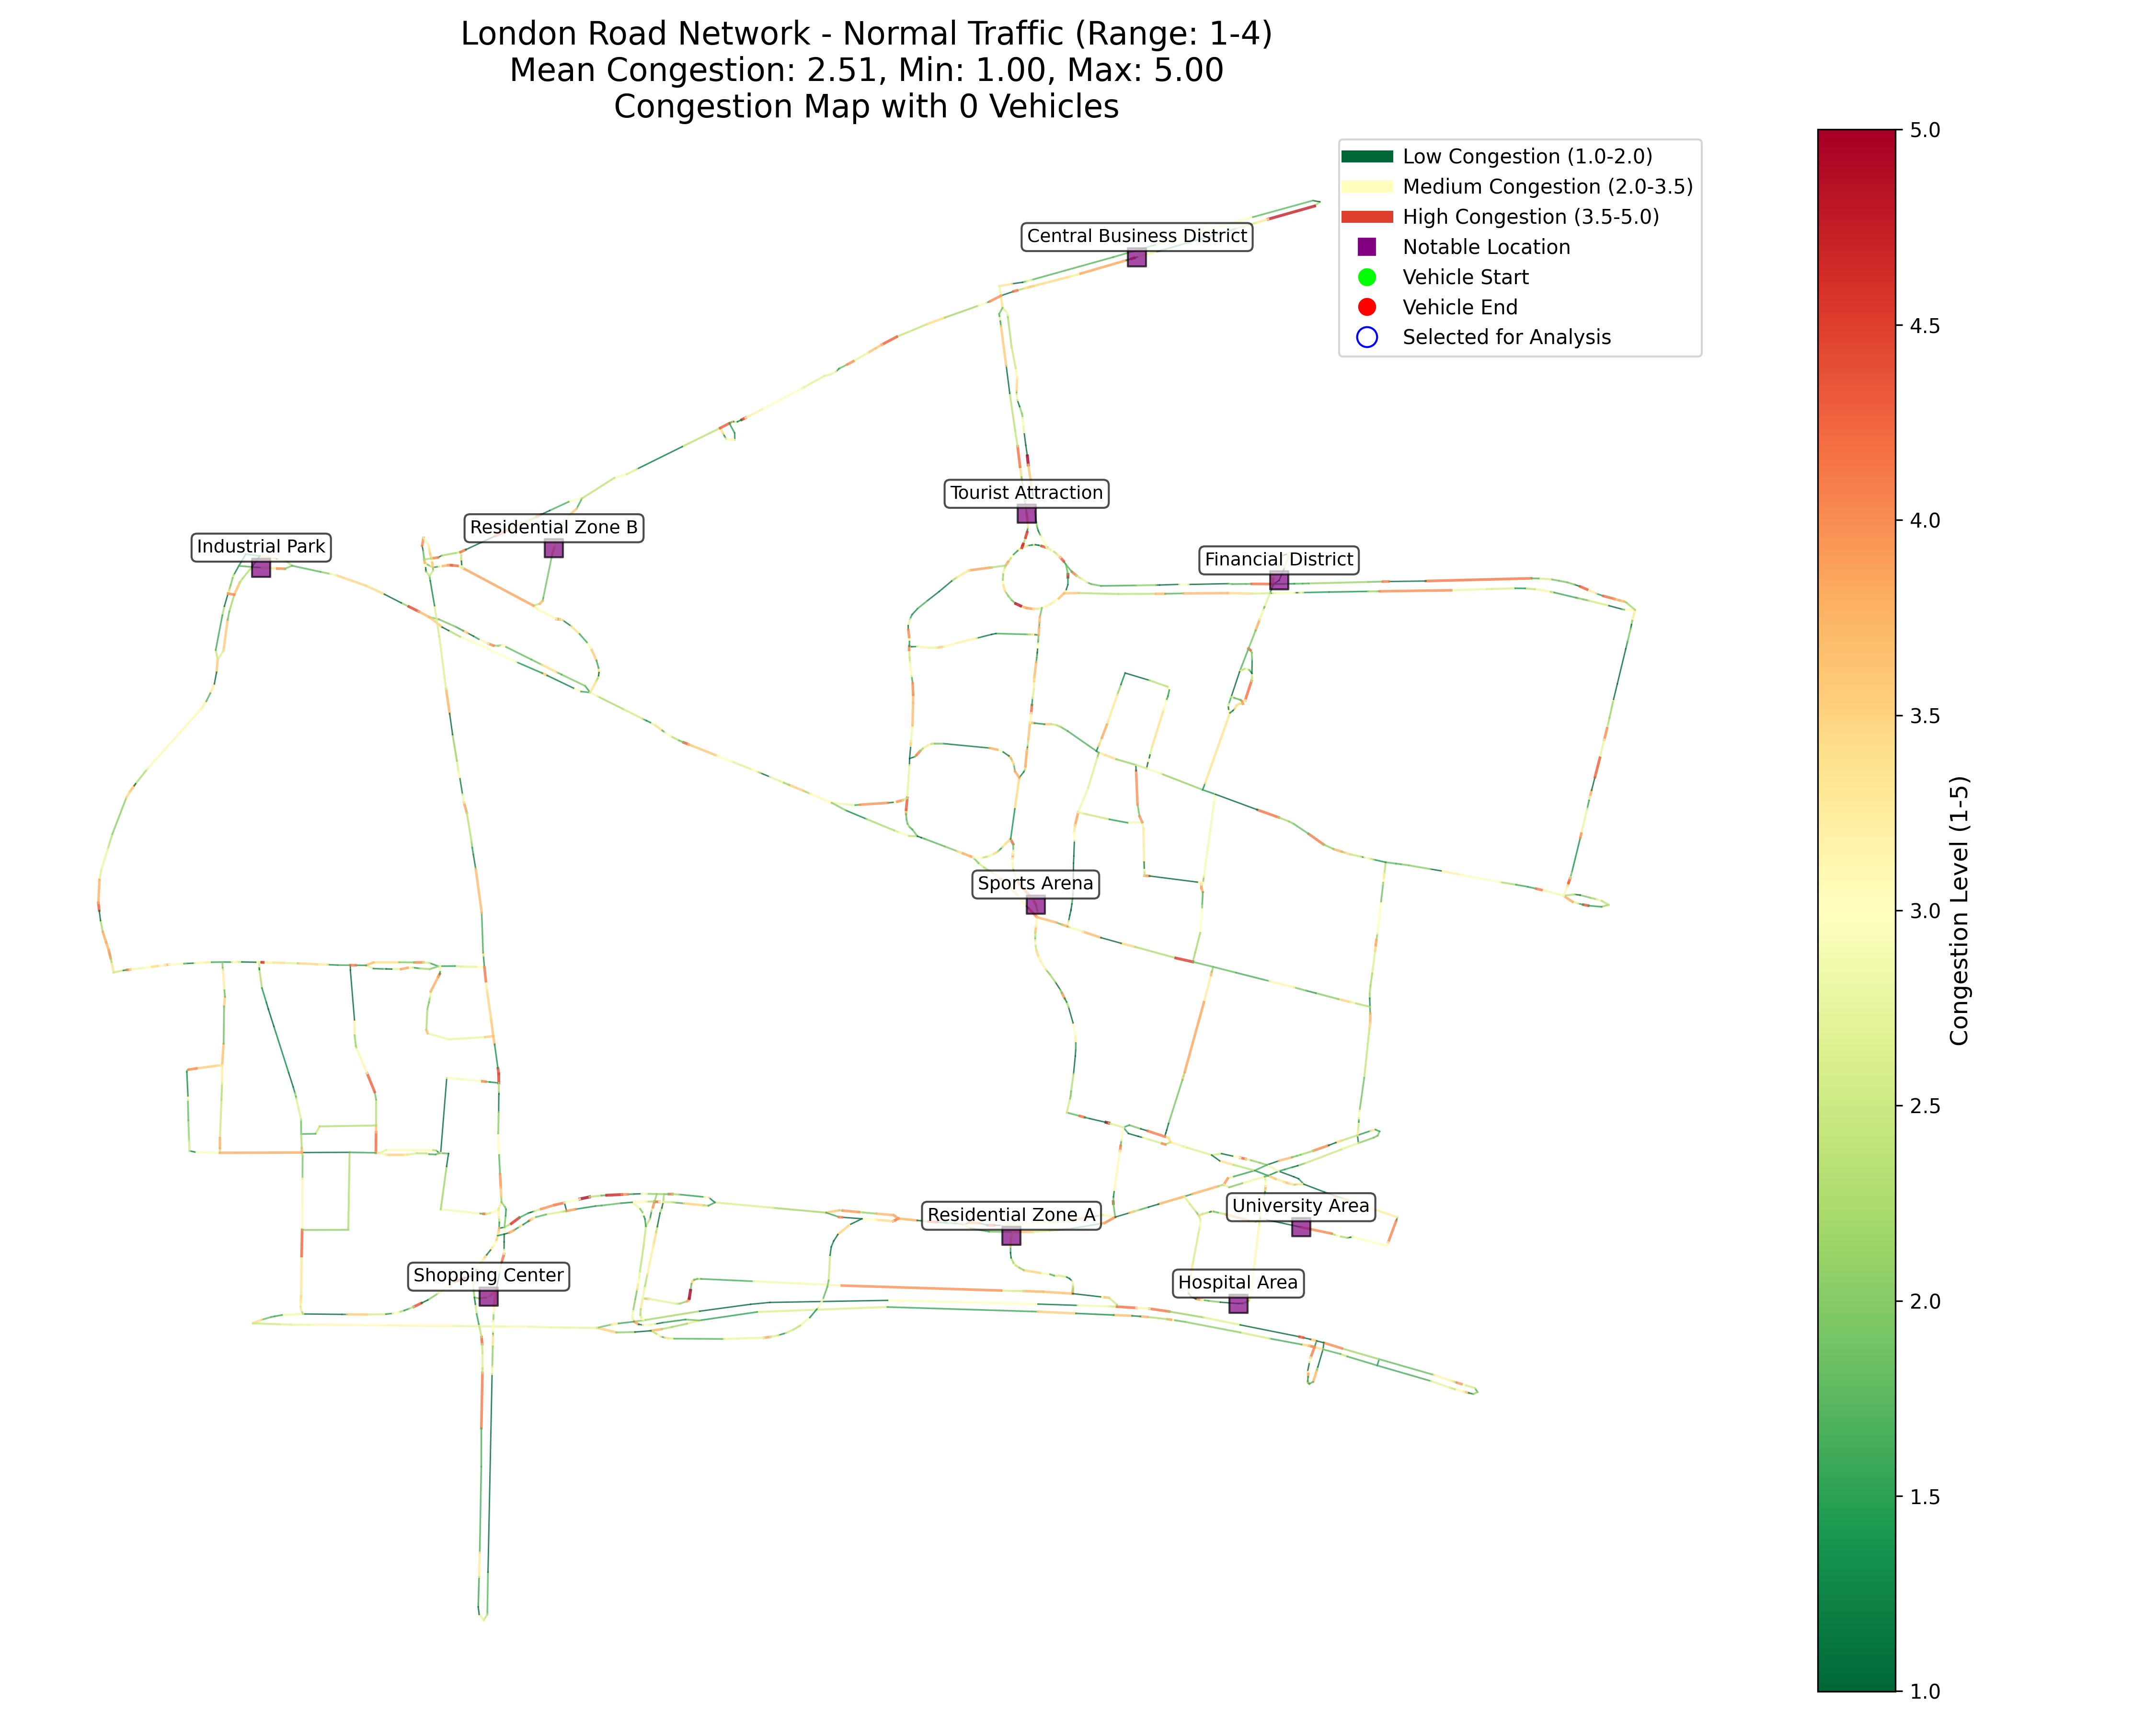 London Road Network - Normal Traffic (Range: 1-4)
Mean Congestion: 2.51, Min: 1.00, Max: 5.00
Congestion Map with 0 Vehicles
Low Congestion (1.0-2.0)
Medium Congestion (2.0-3.5)
High Congestion (3.5-5.0)
Notable Location
Vehicle Start
Vehicle End
Selected for Analysis
Central Business District
Tourist Attraction
Residential Zone B
Industrial Park
Financial District
Sports Arena
University Area
Residential Zone A
Shopping Center
Hospital Area
5.0
4.5
4.0
3.5
3.0
2.5
2.0
1.5
1.0
Congestion Level (1-5)